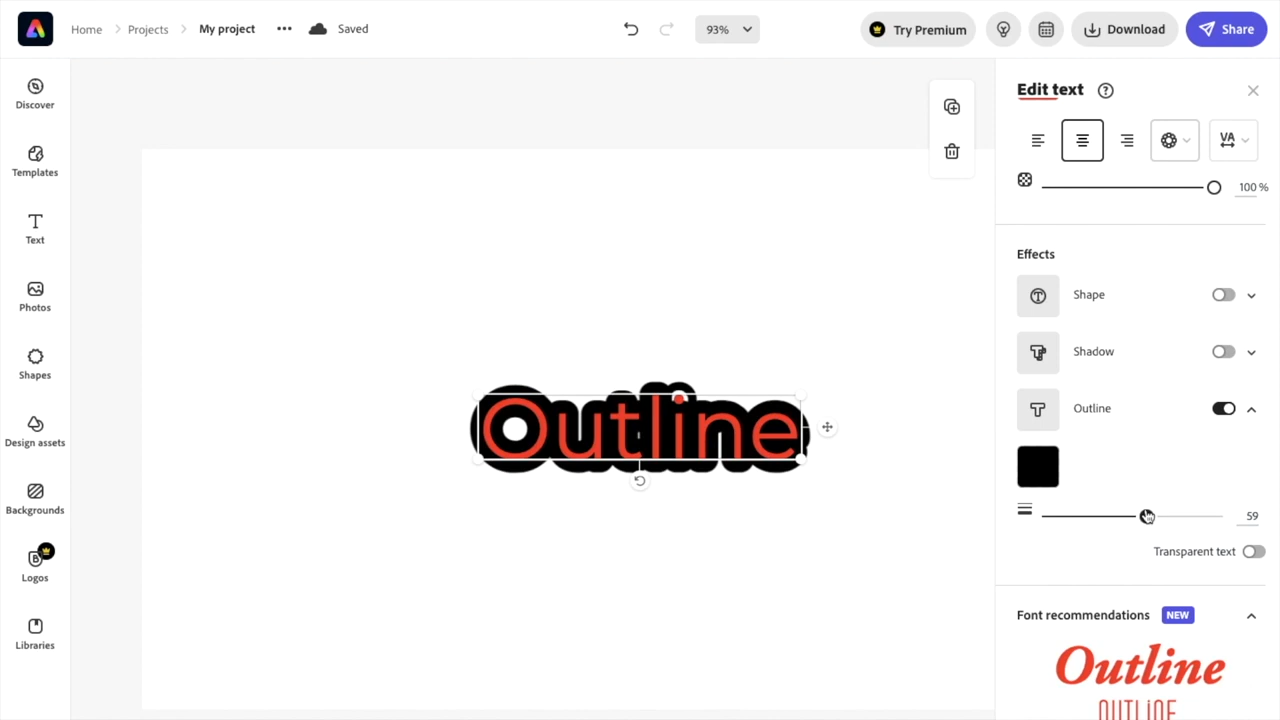 Home
Projects
My project
Saved
93%
Try Premium
Download
Share
Discover
Templates
Text
Photos
Shapes
Design assets
Backgrounds
Logos
Libraries
Outline
Edit text
VA
100 %
Effects
Shape
Shadow
Outline
59
Transparent text
Font recommendations NEW
Outline
OUTLINE